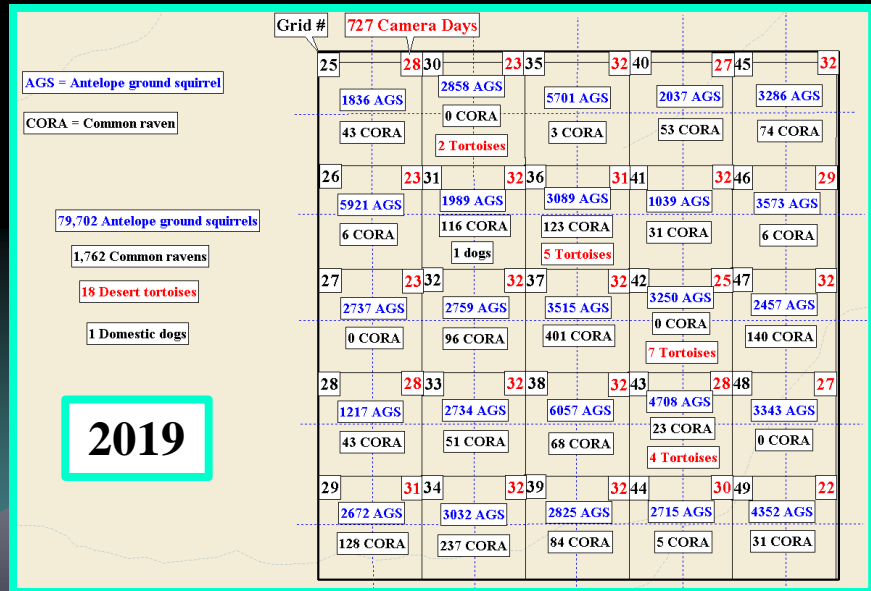 Grid # 727 Camera Days
AGS = Antelope ground squirrel
CORA = Common raven
79,702 Antelope ground squirrels
1,762 Common ravens
18 Desert tortoises
1 Domestic dogs
2019
25 28 30 23 35 32 40 27 45 32
1836 AGS 2858 AGS 5701 AGS 2037 AGS 3286 AGS
43 CORA 0 CORA 3 CORA 53 CORA 74 CORA
2 Tortoises
26 23 31 32 36 31 41 32 46 29
5921 AGS 1989 AGS 3089 AGS 1039 AGS 3573 AGS
6 CORA 116 CORA 123 CORA 31 CORA 6 CORA
1 dogs 5 Tortoises
27 23 32 32 37 32 42 25 47 32
2737 AGS 2759 AGS 3515 AGS 3250 AGS 2457 AGS
0 CORA 96 CORA 401 CORA 0 CORA 140 CORA
7 Tortoises
28 28 33 32 38 32 43 28 48 27
1217 AGS 2734 AGS 6057 AGS 4708 AGS 3343 AGS
43 CORA 51 CORA 68 CORA 23 CORA 0 CORA
4 Tortoises
29 31 34 32 39 32 44 30 49 22
2672 AGS 3032 AGS 2825 AGS 2715 AGS 4352 AGS
128 CORA 237 CORA 84 CORA 5 CORA 31 CORA